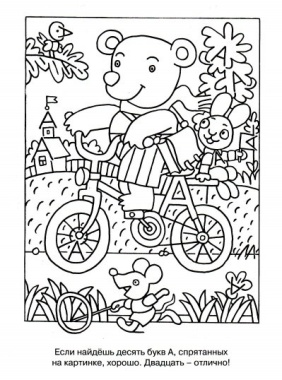 Если найдёшь десять букв А, спрятанных
на картинке, хорошо. Двадцать – отлично!